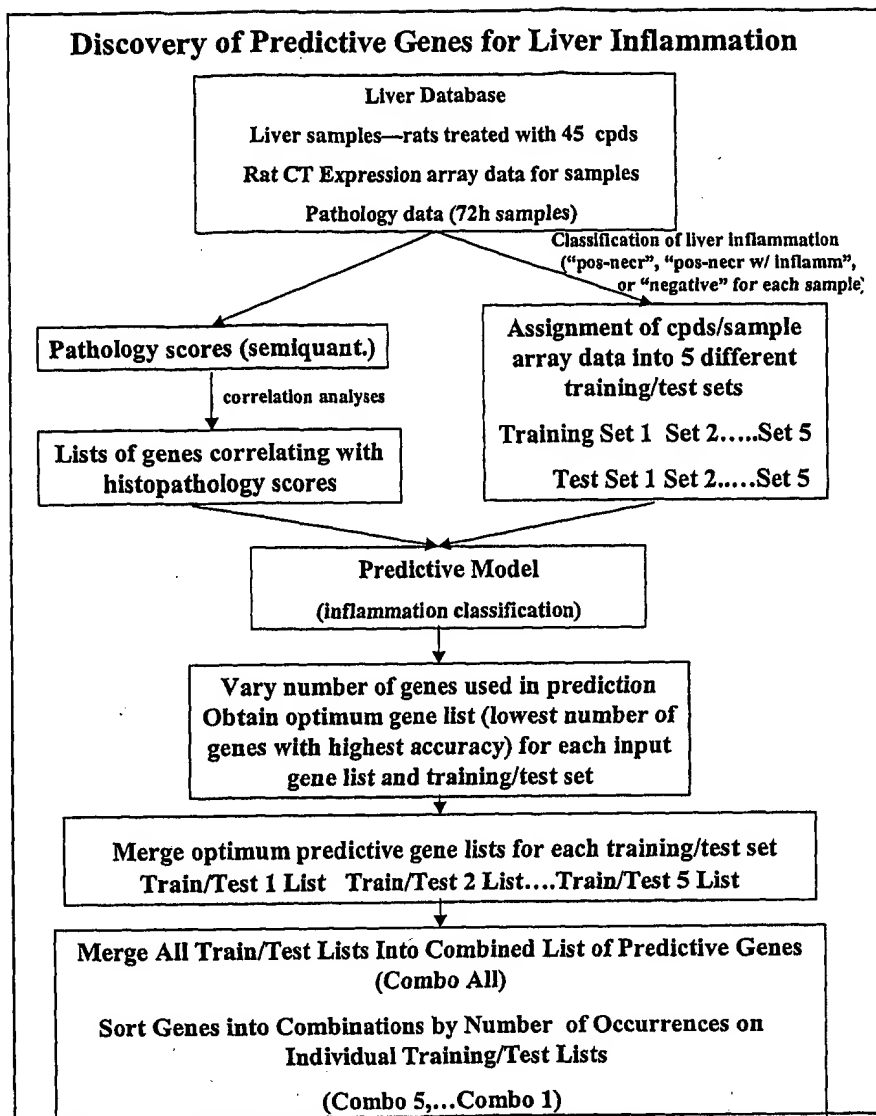 Discovery of Predictive Genes for Liver Inflammation
Liver Database
Liver samples—rats treated with 45 cpds
Rat CT Expression array data for samples
Pathology data (72h samples)
Classification of liver inflammation
("pos-necr", "pos-necr w/ inflamm",
or "negative" for each sample)
Pathology scores (semiquant.)
correlation analyses
Lists of genes correlating with
histopathology scores
Assignment of cpds/sample
array data into 5 different
training/test sets
Training Set 1 Set 2.....Set 5
Test Set 1 Set 2.....Set 5
Predictive Model
(inflammation classification)
Vary number of genes used in prediction
Obtain optimum gene list (lowest number of
genes with highest accuracy) for each input
gene list and training/test set
Merge optimum predictive gene lists for each training/test set
Train/Test 1 List Train/Test 2 List....Train/Test 5 List
Merge All Train/Test Lists Into Combined List of Predictive Genes
(Combo All)
Sort Genes into Combinations by Number of Occurrences on
Individual Training/Test Lists
(Combo 5,...Combo 1)